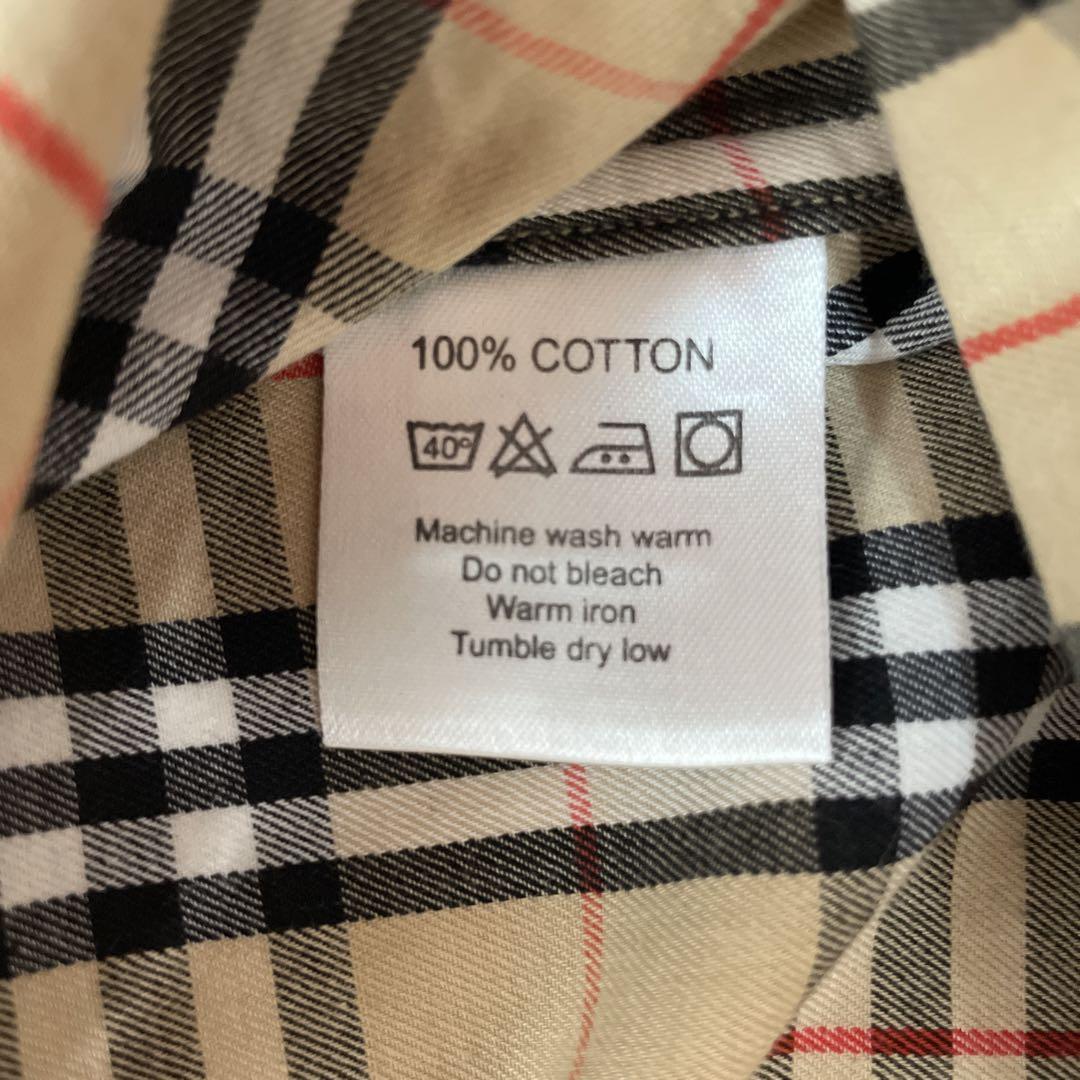 100% COTTON
40°
Machine wash warm
Do not bleach
Warm iron
Tumble dry low